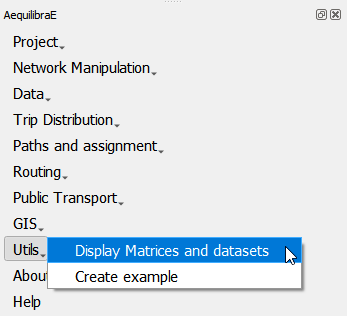 AequilibraE
Project
Network Manipulation
Data
Trip Distribution
Paths and assignment
Routing
Public Transport
GIS
Utils
Display Matrices and datasets
Create example
About
Help